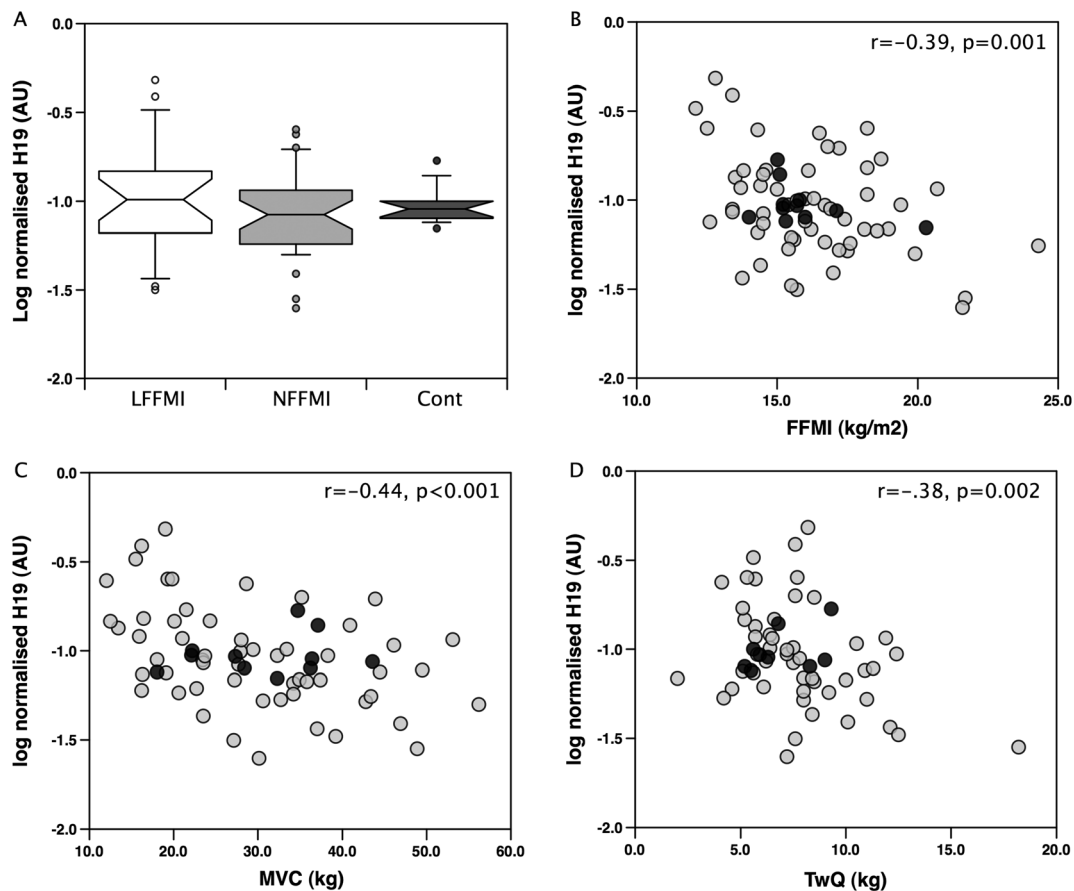 A
0.0
-0.5
-1.0
-1.5
-2.0
Log normalised H19 (AU)
LFFMI NFFMI Cont
B
r=-0.39, p=0.001
0.0
-0.5
-1.0
-1.5
-2.0
log normalised H19 (AU)
10.0 15.0 20.0 25.0
FFMI (kg/m2)
C
r=-0.44, p<0.001
0.0
-0.5
-1.0
-1.5
-2.0
log normalised H19 (AU)
10.0 20.0 30.0 40.0 50.0 60.0
MVC (kg)
D
r=-.38, p=0.002
0.0
-0.5
-1.0
-1.5
-2.0
log normalised H19 (AU)
0.0 5.0 10.0 15.0 20.0
TwQ (kg)